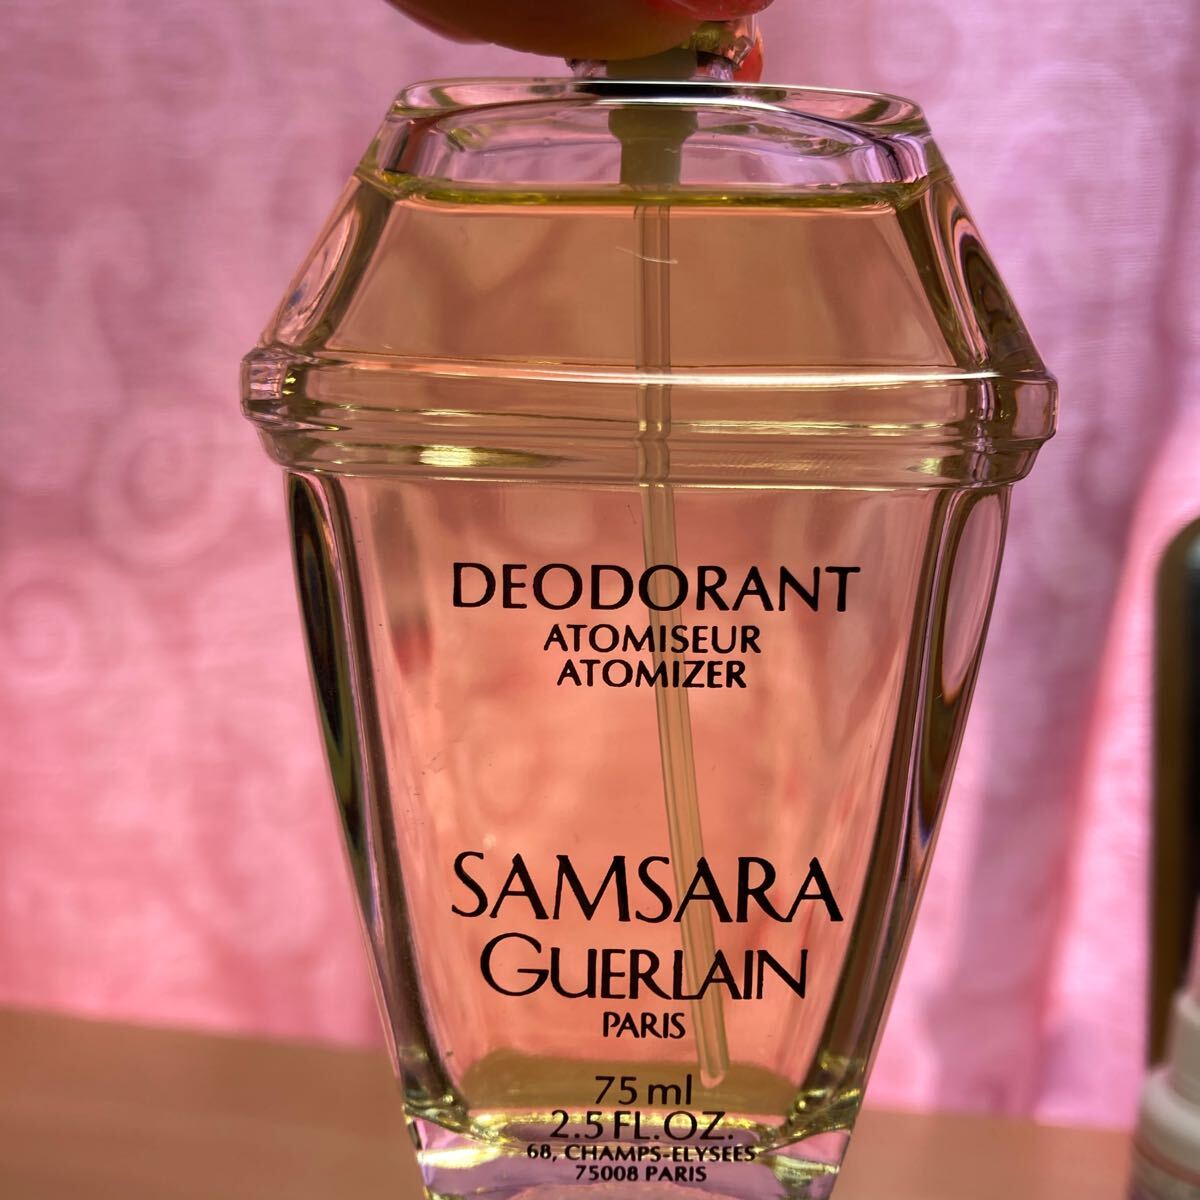 DEODORANT
ATOMISEUR
ATOMIZER
SAMSARA
GUERLAIN
PARIS
75 ml
2.5 FL. OZ.
68, CHAMPS-ELYSEES
75008 PARIS